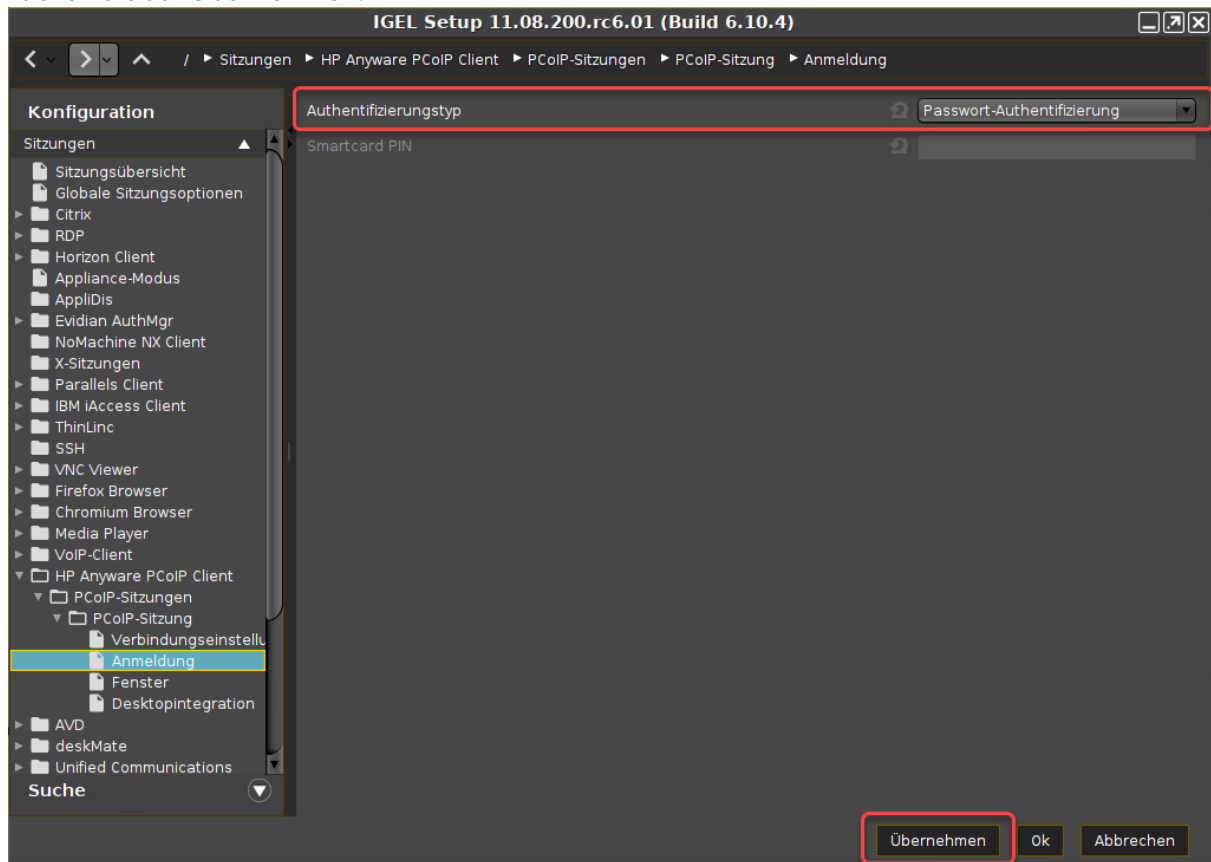 IGEL Setup 11.08.200.rc6.01 (Build 6.10.4)
/ ▸ Sitzungen ▸ HP Anyware PCoIP Client ▸ PCoIP-Sitzungen ▸ PCoIP-Sitzung ▸ Anmeldung
Konfiguration
Sitzungen
Sitzungsübersicht
Globale Sitzungsoptionen
Citrix
RDP
Horizon Client
Appliance-Modus
AppliDis
Evidian AuthMgr
NoMachine NX Client
X-Sitzungen
Parallels Client
IBM iAccess Client
ThinLinc
SSH
VNC Viewer
Firefox Browser
Chromium Browser
Media Player
VoIP-Client
HP Anyware PCoIP Client
PCoIP-Sitzungen
PCoIP-Sitzung
Verbindungseinstellu
Anmeldung
Fenster
Desktopintegration
AVD
deskMate
Unified Communications
Suche
Authentifizierungstyp Passwort-Authentifizierung
Smartcard PIN
Übernehmen Ok Abbrechen